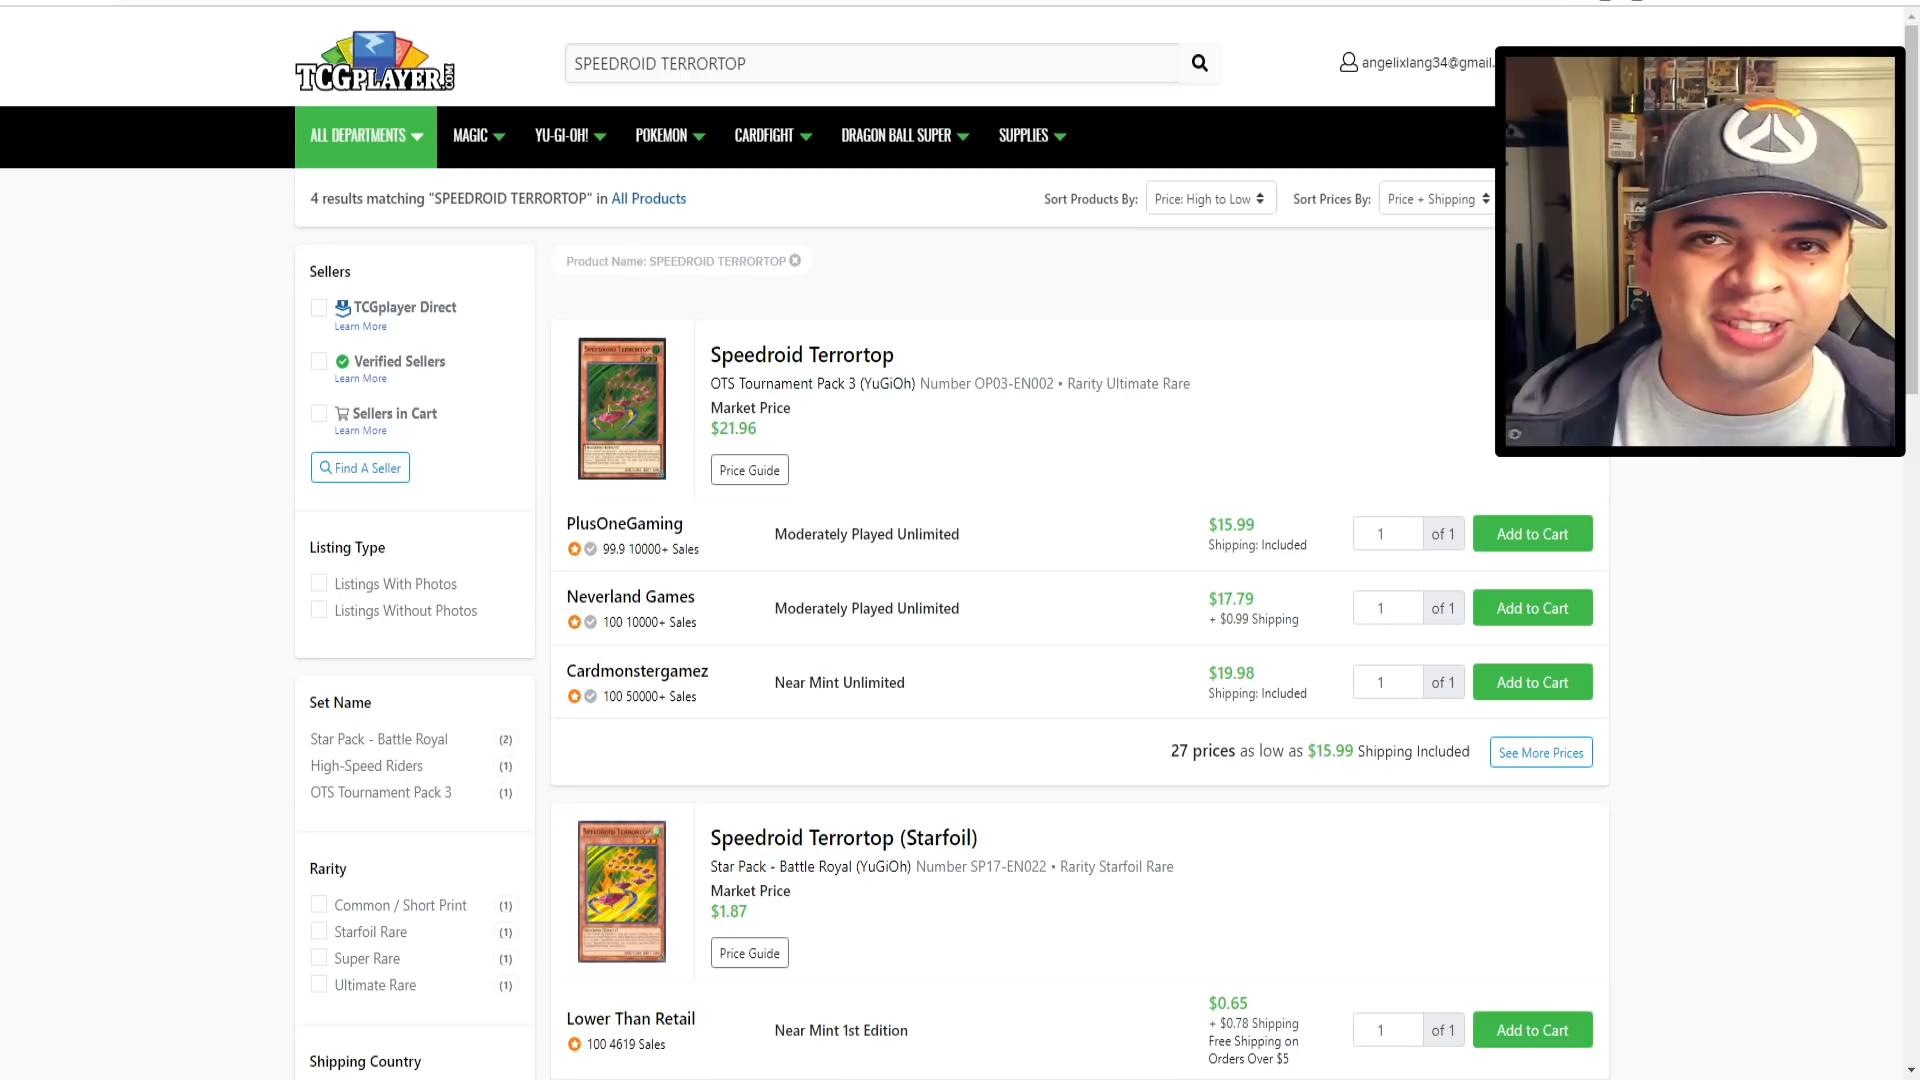 TCGPLAYER.COM
SPEEDROID TERRORTOP
angelixlang34@gmail.
ALL DEPARTMENTS MAGIC YU-GI-OH! POKEMON CARDFIGHT DRAGON BALL SUPER SUPPLIES
4 results matching "SPEEDROID TERRORTOP" in All Products
Sort Products By: Price: High to Low Sort Prices By: Price + Shipping
Product Name: SPEEDROID TERRORTOP
Sellers
TCGplayer Direct
Learn More
Verified Sellers
Learn More
Sellers in Cart
Learn More
Find A Seller
Listing Type
Listings With Photos
Listings Without Photos
Set Name
Star Pack - Battle Royal (2)
High-Speed Riders (1)
OTS Tournament Pack 3 (1)
Rarity
Common / Short Print (1)
Starfoil Rare (1)
Super Rare (1)
Ultimate Rare (1)
Shipping Country
SPEEDROID TERRORTOP
Speedroid Terrortop
OTS Tournament Pack 3 (YuGiOh) Number OP03-EN002 • Rarity Ultimate Rare
Market Price
$21.96
Price Guide
PlusOneGaming
99.9 10000+ Sales
Moderately Played Unlimited
$15.99
Shipping: Included
1 of 1 Add to Cart
Neverland Games
100 10000+ Sales
Moderately Played Unlimited
$17.79
+ $0.99 Shipping
1 of 1 Add to Cart
Cardmonstergamez
100 50000+ Sales
Near Mint Unlimited
$19.98
Shipping: Included
1 of 1 Add to Cart
27 prices as low as $15.99 Shipping Included See More Prices
SPEEDROID TERRORTOP
Speedroid Terrortop (Starfoil)
Star Pack - Battle Royal (YuGiOh) Number SP17-EN022 • Rarity Starfoil Rare
Market Price
$1.87
Price Guide
Lower Than Retail
100 4619 Sales
Near Mint 1st Edition
$0.65
+ $0.78 Shipping
Free Shipping on
Orders Over $5
1 of 1 Add to Cart